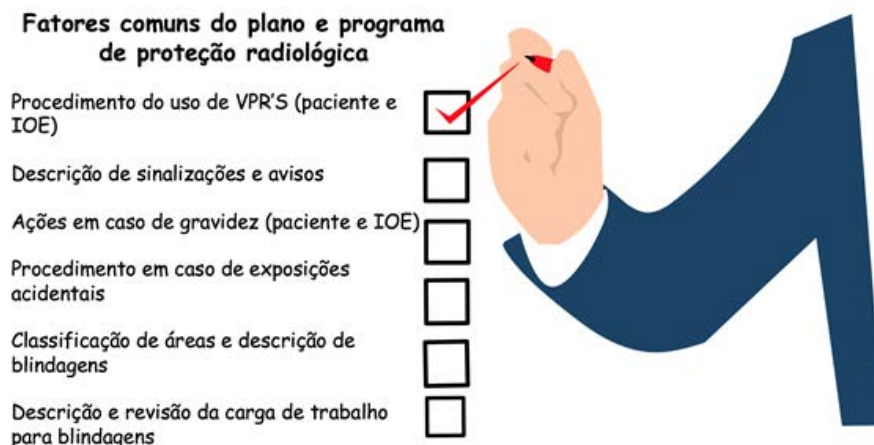 Fatores comuns do plano e programa
de proteção radiológica
Procedimento do uso de VPR'S (paciente e
IOE)
Descrição de sinalizações e avisos
Ações em caso de gravidez (paciente e IOE)
Procedimento em caso de exposições
acidentais
Classificação de áreas e descrição de
blindagens
Descrição e revisão da carga de trabalho
para blindagens